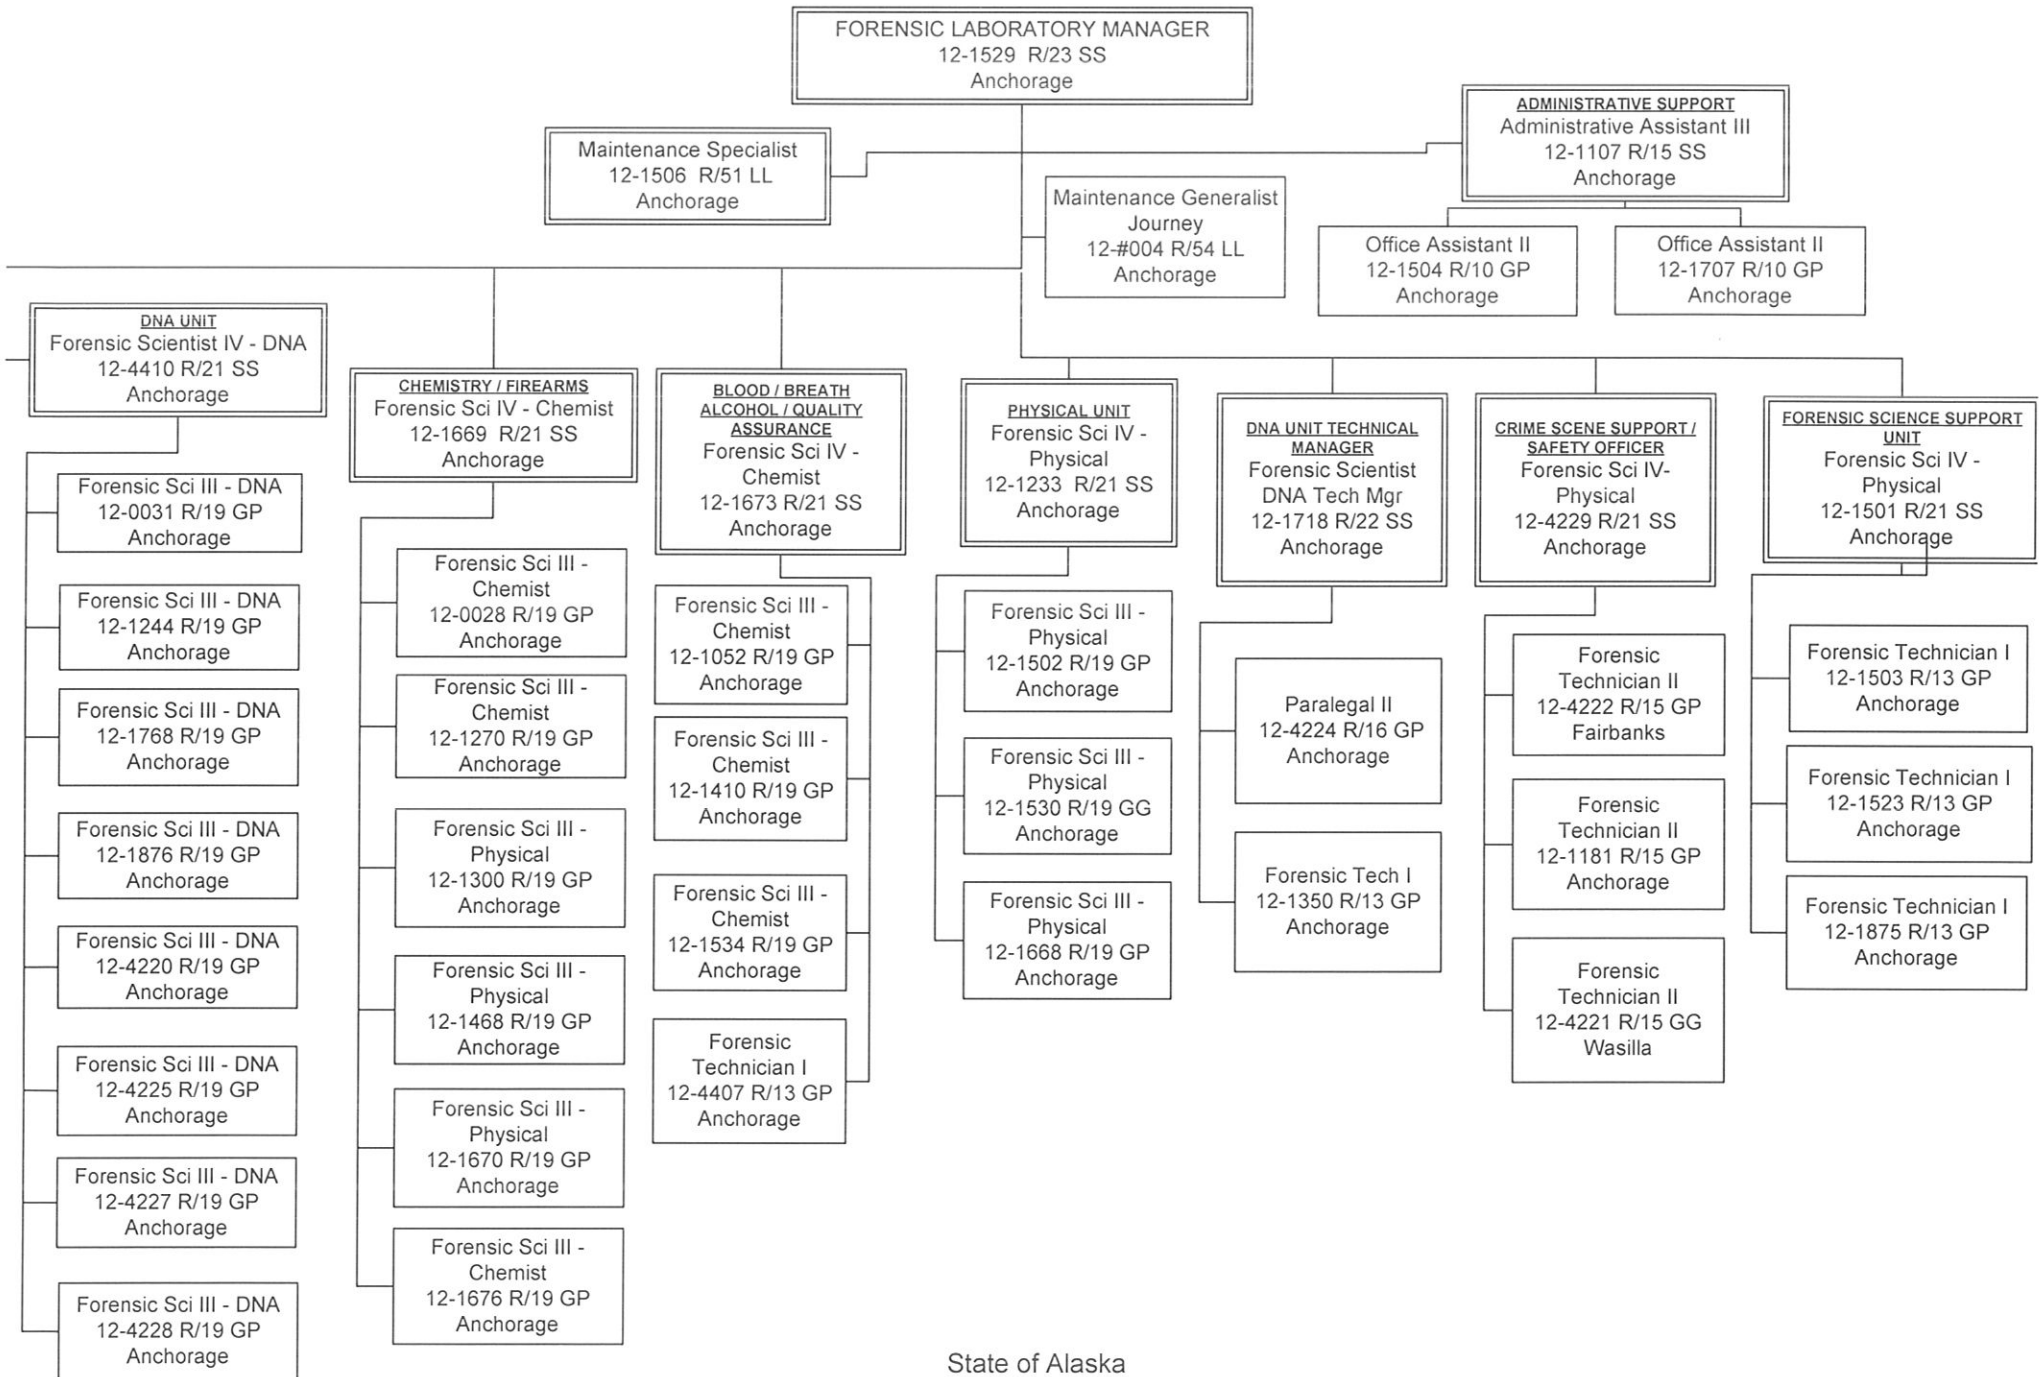 FORENSIC LABORATORY MANAGER
12-1529 R/23 SS
Anchorage
ADMINISTRATIVE SUPPORT
Administrative Assistant III
12-1107 R/15 SS
Anchorage
Maintenance Specialist
12-1506 R/51 LL
Anchorage
Maintenance Generalist
Journey
12-#004 R/54 LL
Anchorage
Office Assistant II
12-1504 R/10 GP
Anchorage
Office Assistant II
12-1707 R/10 GP
Anchorage
DNA UNIT
Forensic Scientist IV - DNA
12-4410 R/21 SS
Anchorage
Forensic Sci III - DNA
12-0031 R/19 GP
Anchorage
Forensic Sci III - DNA
12-1244 R/19 GP
Anchorage
Forensic Sci III - DNA
12-1768 R/19 GP
Anchorage
Forensic Sci III - DNA
12-1876 R/19 GP
Anchorage
Forensic Sci III - DNA
12-4220 R/19 GP
Anchorage
Forensic Sci III - DNA
12-4225 R/19 GP
Anchorage
Forensic Sci III - DNA
12-4227 R/19 GP
Anchorage
Forensic Sci III - DNA
12-4228 R/19 GP
Anchorage
CHEMISTRY / FIREARMS
Forensic Sci IV - Chemist
12-1669 R/21 SS
Anchorage
Forensic Sci III -
Chemist
12-0028 R/19 GP
Anchorage
Forensic Sci III -
Chemist
12-1270 R/19 GP
Anchorage
Forensic Sci III -
Physical
12-1300 R/19 GP
Anchorage
Forensic Sci III -
Physical
12-1468 R/19 GP
Anchorage
Forensic Sci III -
Physical
12-1670 R/19 GP
Anchorage
Forensic Sci III -
Chemist
12-1676 R/19 GP
Anchorage
BLOOD / BREATH
ALCOHOL / QUALITY
ASSURANCE
Forensic Sci IV -
Chemist
12-1673 R/21 SS
Anchorage
Forensic Sci III -
Chemist
12-1052 R/19 GP
Anchorage
Forensic Sci III -
Chemist
12-1410 R/19 GP
Anchorage
Forensic Sci III -
Chemist
12-1534 R/19 GP
Anchorage
Forensic
Technician I
12-4407 R/13 GP
Anchorage
PHYSICAL UNIT
Forensic Sci IV -
Physical
12-1233 R/21 SS
Anchorage
Forensic Sci III -
Physical
12-1502 R/19 GP
Anchorage
Forensic Sci III -
Physical
12-1530 R/19 GG
Anchorage
Forensic Sci III -
Physical
12-1668 R/19 GP
Anchorage
DNA UNIT TECHNICAL
MANAGER
Forensic Scientist
DNA Tech Mgr
12-1718 R/22 SS
Anchorage
Paralegal II
12-4224 R/16 GP
Anchorage
Forensic Tech I
12-1350 R/13 GP
Anchorage
CRIME SCENE SUPPORT /
SAFETY OFFICER
Forensic Sci IV-
Physical
12-4229 R/21 SS
Anchorage
Forensic
Technician II
12-4222 R/15 GP
Fairbanks
Forensic
Technician II
12-1181 R/15 GP
Anchorage
Forensic
Technician II
12-4221 R/15 GG
Wasilla
FORENSIC SCIENCE SUPPORT
UNIT
Forensic Sci IV -
Physical
12-1501 R/21 SS
Anchorage
Forensic Technician I
12-1503 R/13 GP
Anchorage
Forensic Technician I
12-1523 R/13 GP
Anchorage
Forensic Technician I
12-1875 R/13 GP
Anchorage
State of Alaska